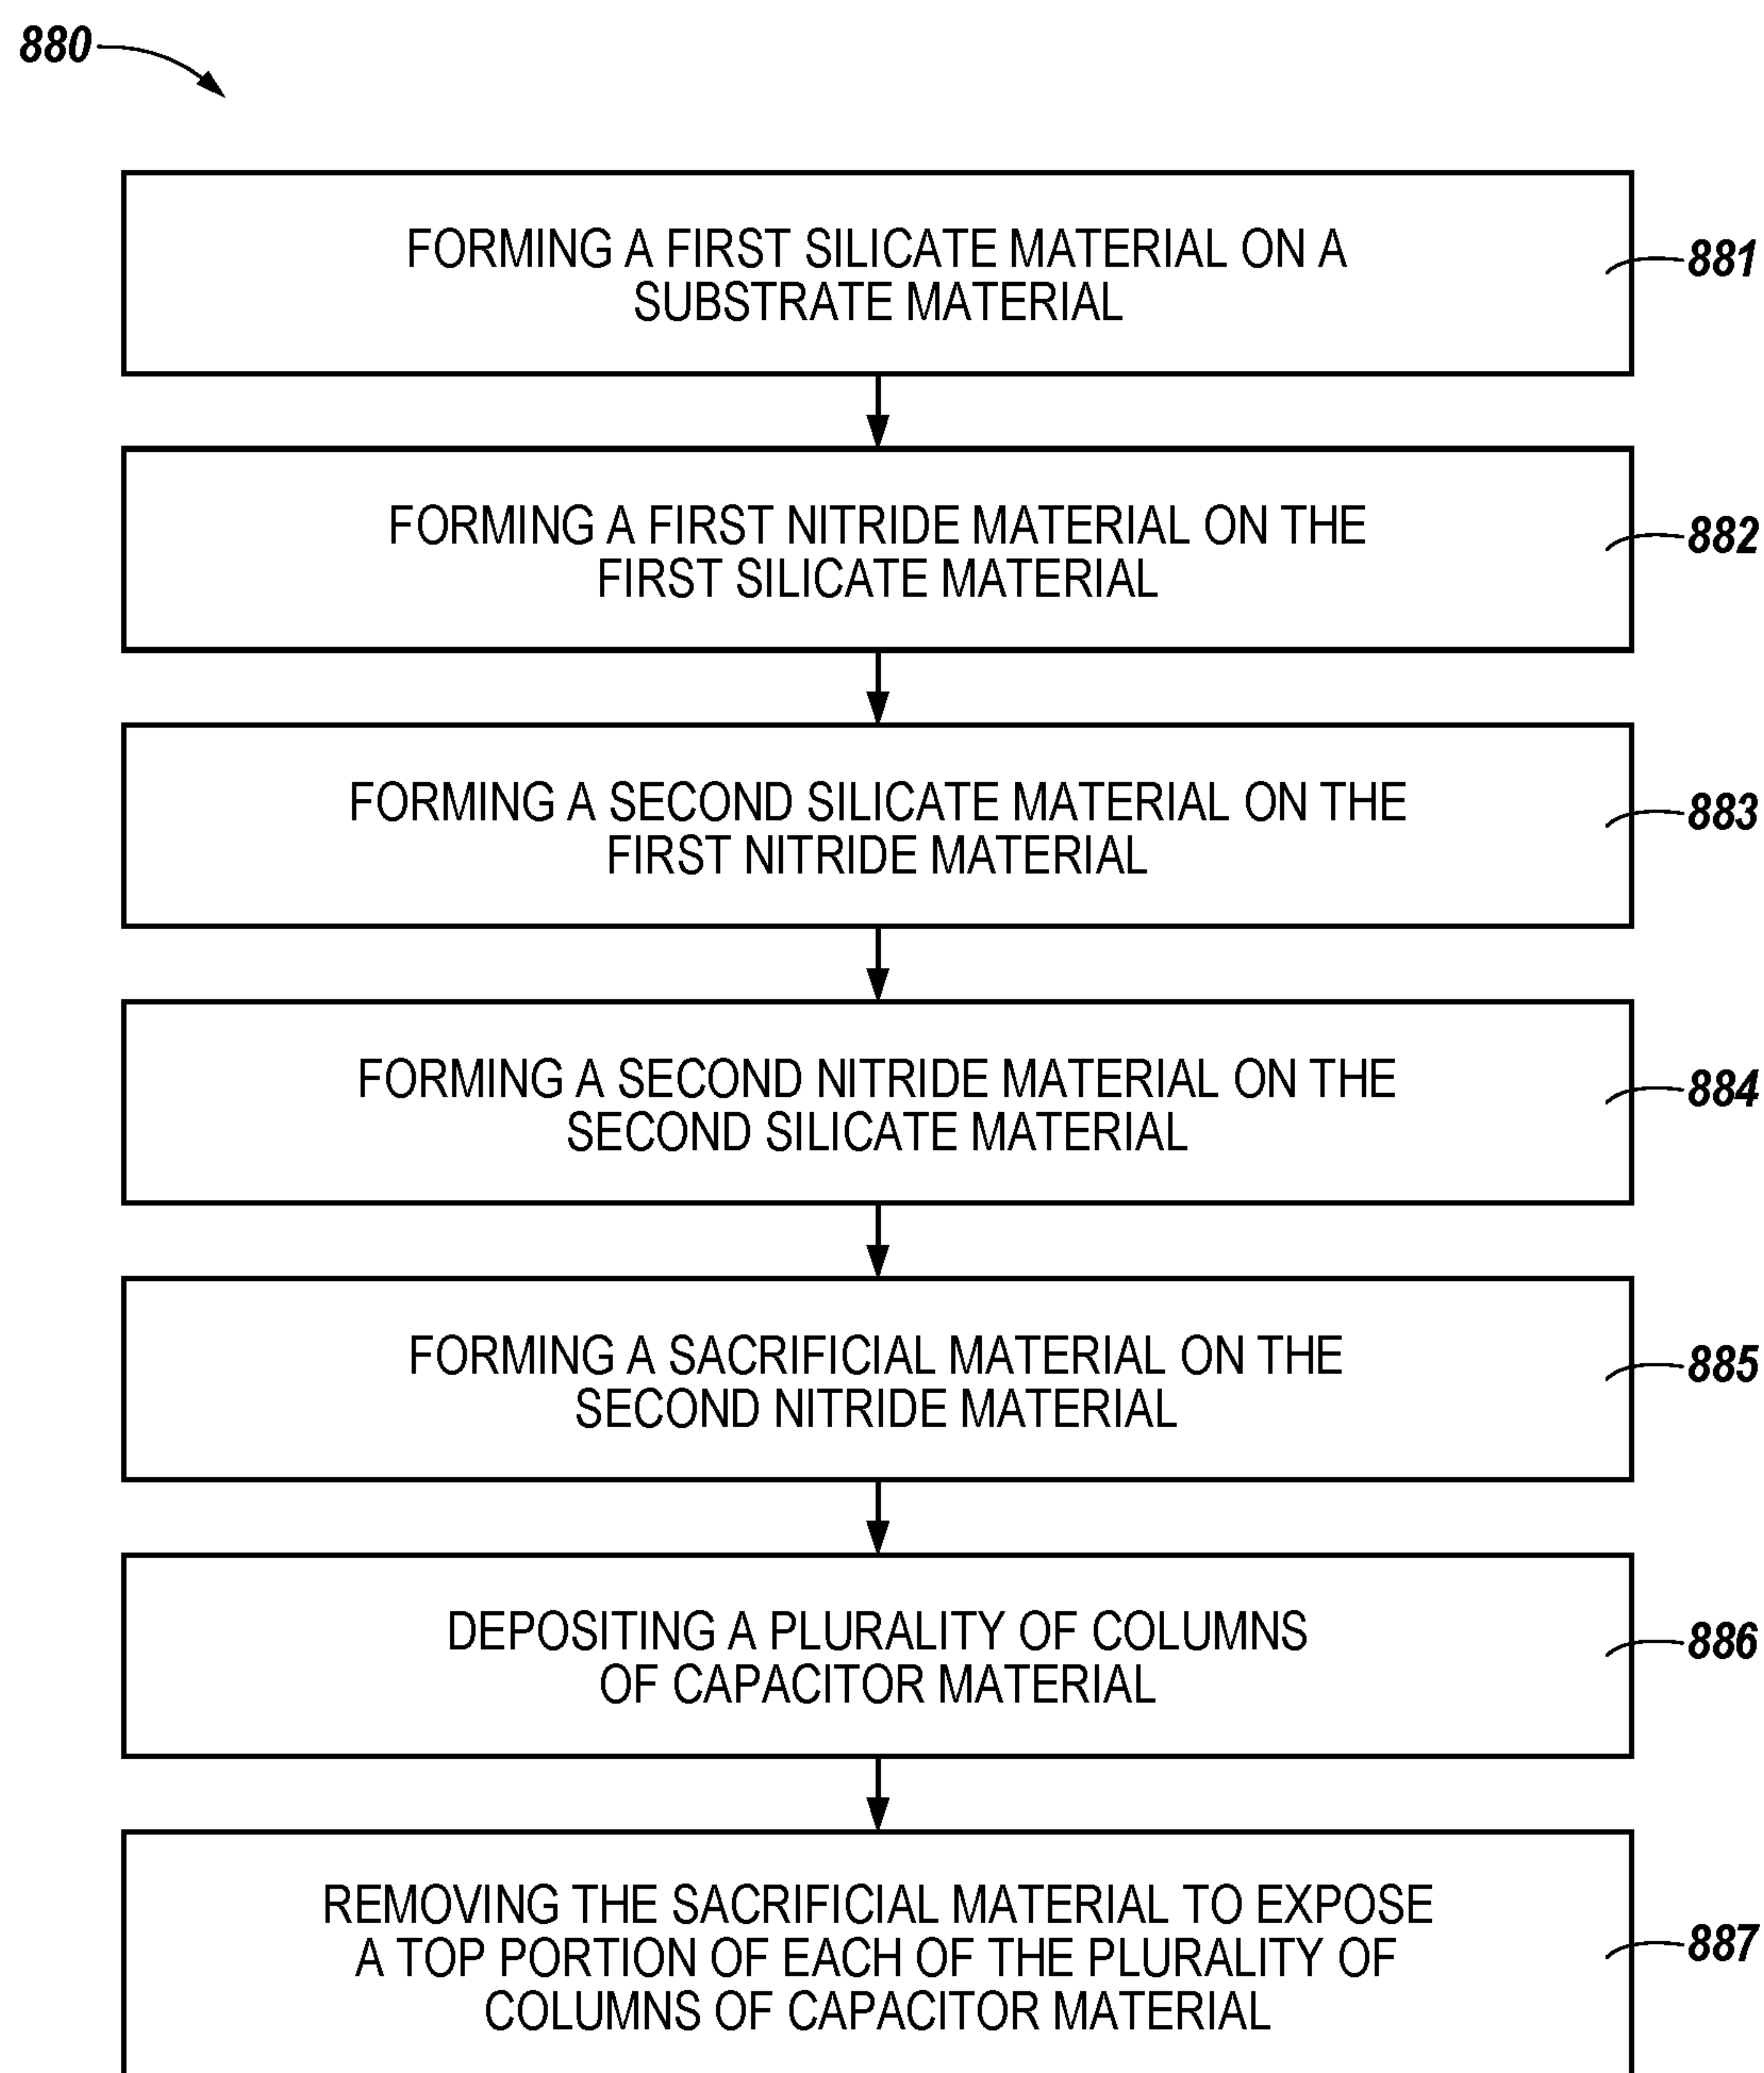 880
FORMING A FIRST SILICATE MATERIAL ON A
SUBSTRATE MATERIAL
881
FORMING A FIRST NITRIDE MATERIAL ON THE
FIRST SILICATE MATERIAL
882
FORMING A SECOND SILICATE MATERIAL ON THE
FIRST NITRIDE MATERIAL
883
FORMING A SECOND NITRIDE MATERIAL ON THE
SECOND SILICATE MATERIAL
884
FORMING A SACRIFICIAL MATERIAL ON THE
SECOND NITRIDE MATERIAL
885
DEPOSITING A PLURALITY OF COLUMNS
OF CAPACITOR MATERIAL
886
REMOVING THE SACRIFICIAL MATERIAL TO EXPOSE
A TOP PORTION OF EACH OF THE PLURALITY OF
COLUMNS OF CAPACITOR MATERIAL
887